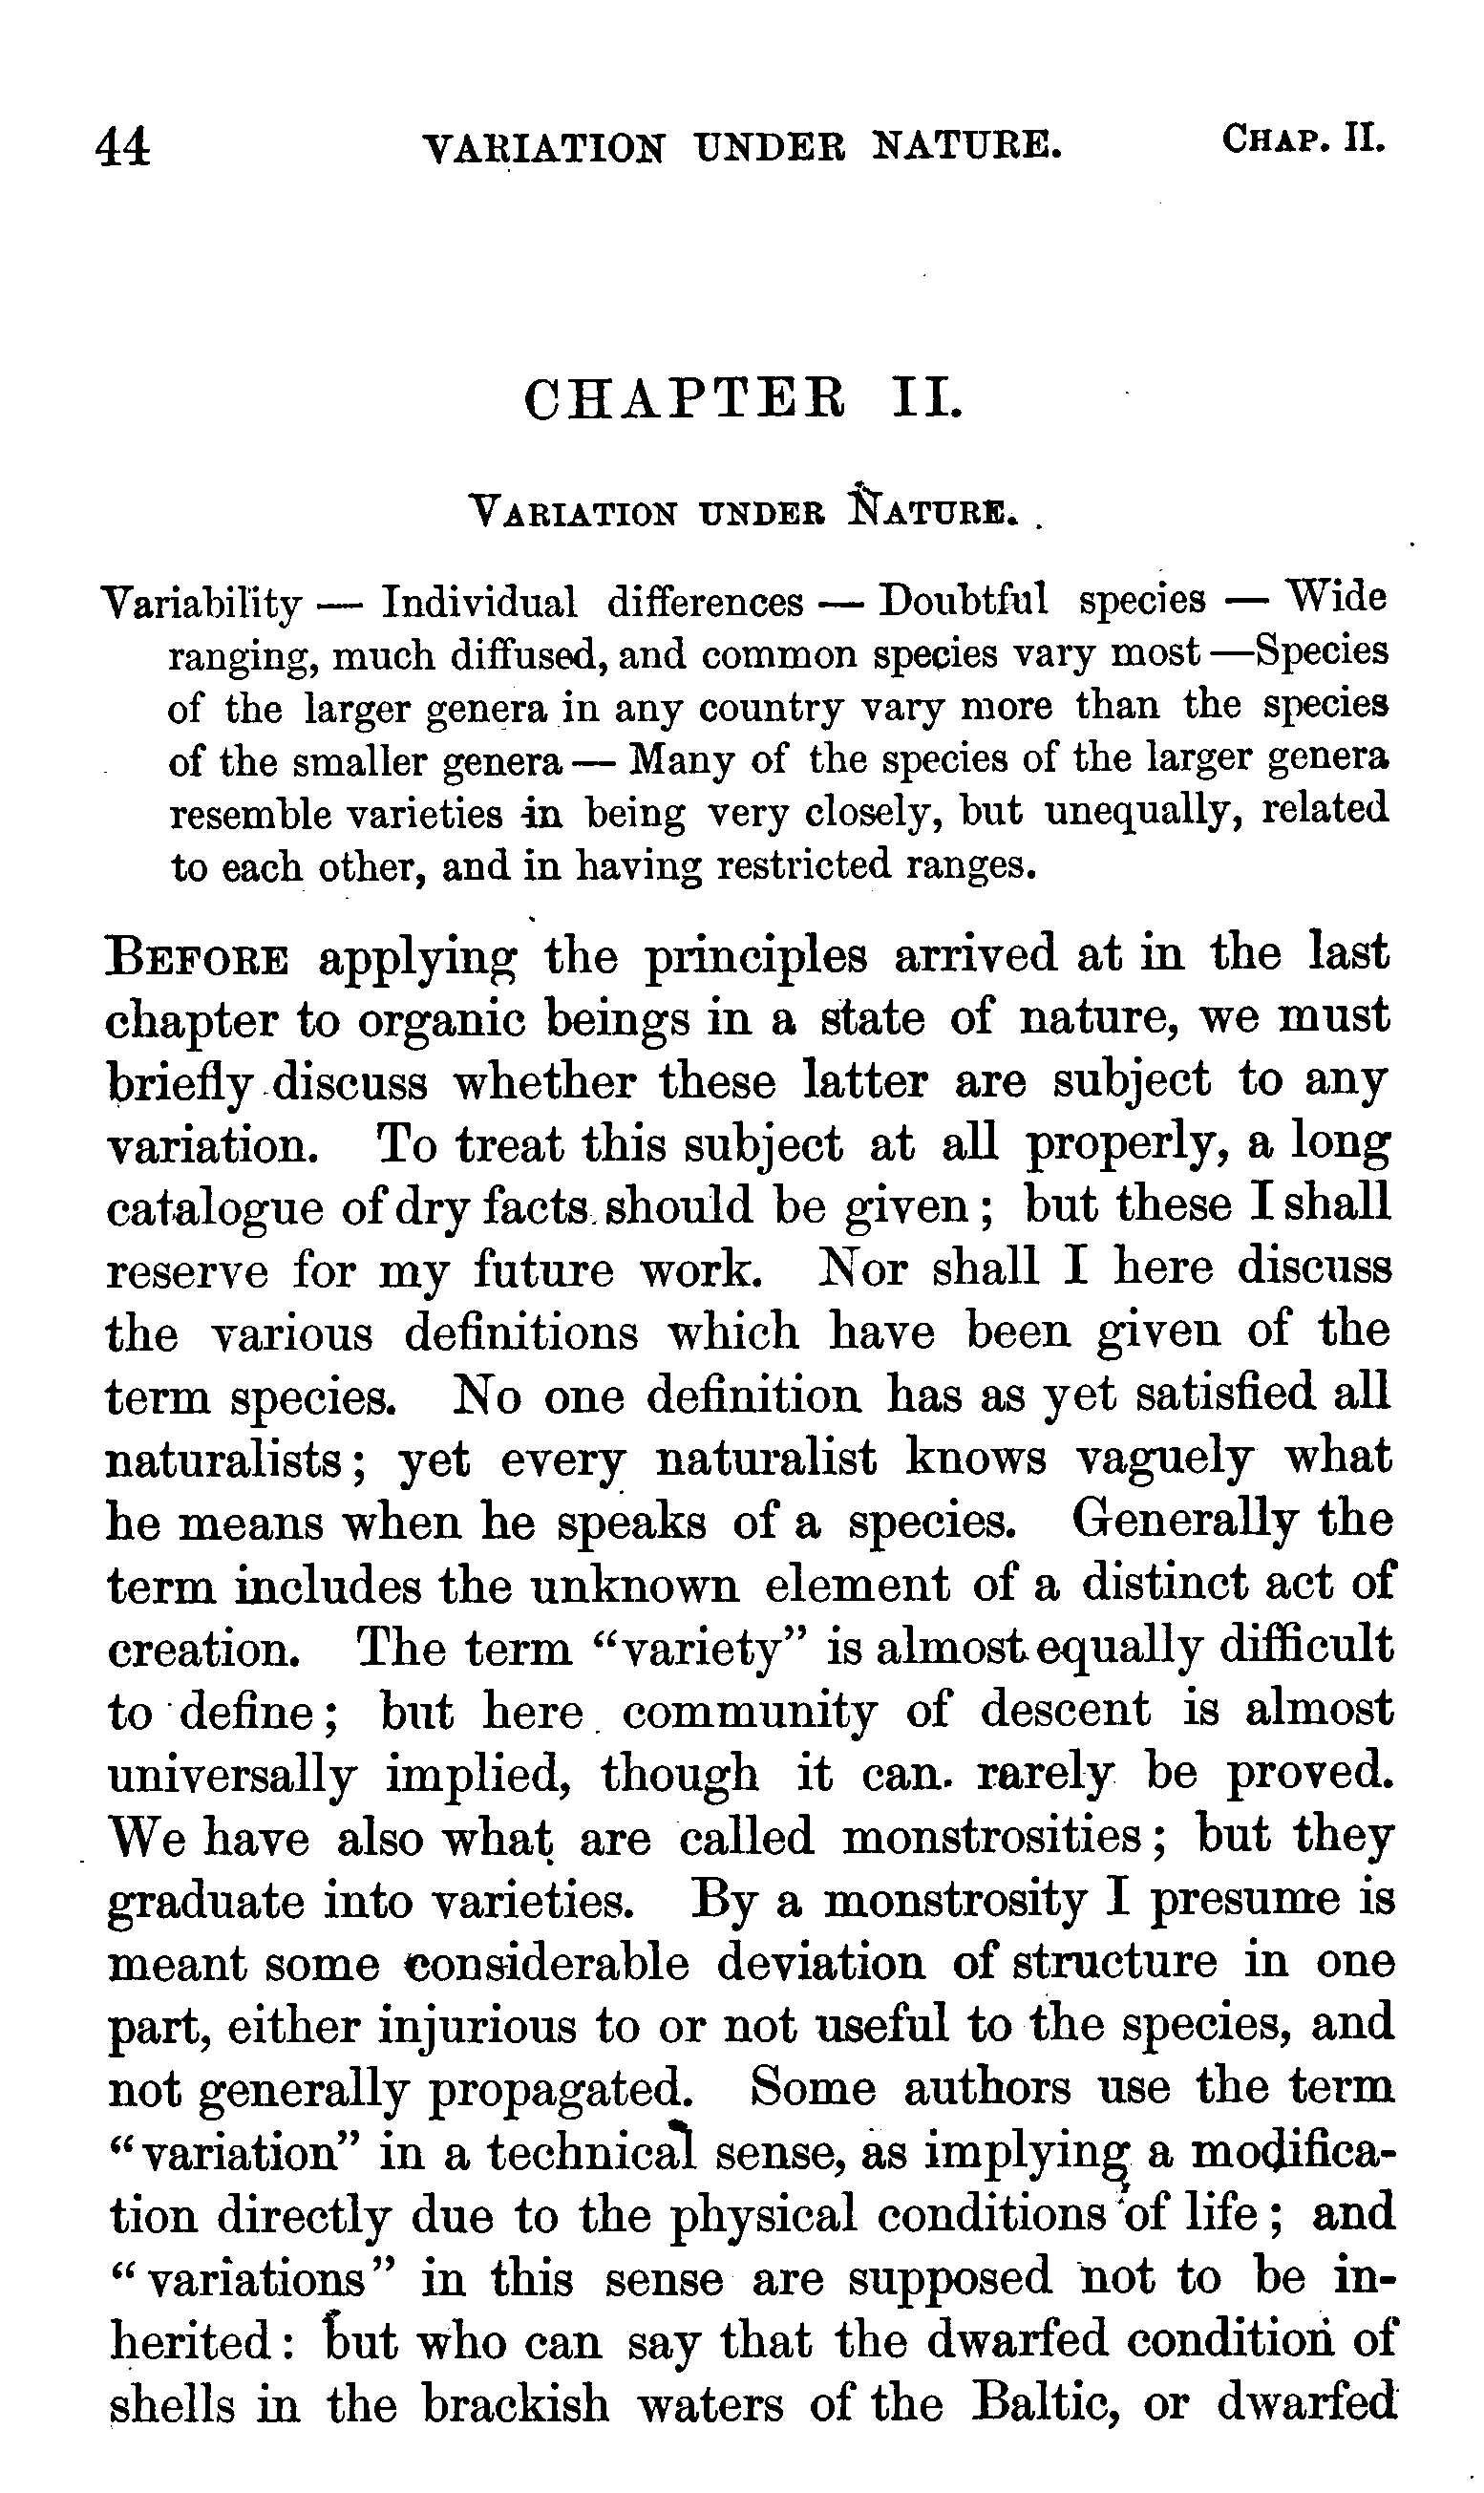 44 VARIATION UNDER NATURE. CHAP. II.
CHAPTER II.
VARIATION UNDER NATURE.
Variability — Individual differences — Doubtful species — Wide
ranging, much diffused, and common species vary most —Species
of the larger genera in any country vary more than the species
of the smaller genera — Many of the species of the larger genera
resemble varieties in being very closely, but unequally, related
to each other, and in having restricted ranges.
BEFORE applying the principles arrived at in the last
chapter to organic beings in a state of nature, we must
briefly discuss whether these latter are subject to any
variation. To treat this subject at all properly, a long
catalogue of dry facts should be given; but these I shall
reserve for my future work. Nor shall I here discuss
the various definitions which have been given of the
term species. No one definition has as yet satisfied all
naturalists; yet every naturalist knows vaguely what
he means when he speaks of a species. Generally the
term includes the unknown element of a distinct act of
creation. The term “variety” is almost equally difficult
to define; but here community of descent is almost
universally implied, though it can rarely be proved.
We have also what are called monstrosities; but they
graduate into varieties. By a monstrosity I presume is
meant some considerable deviation of structure in one
part, either injurious to or not useful to the species, and
not generally propagated. Some authors use the term
“variation” in a technical sense, as implying a modifica-
tion directly due to the physical conditions of life; and
“variations” in this sense are supposed not to be in-
herited: but who can say that the dwarfed condition of
shells in the brackish waters of the Baltic, or dwarfed